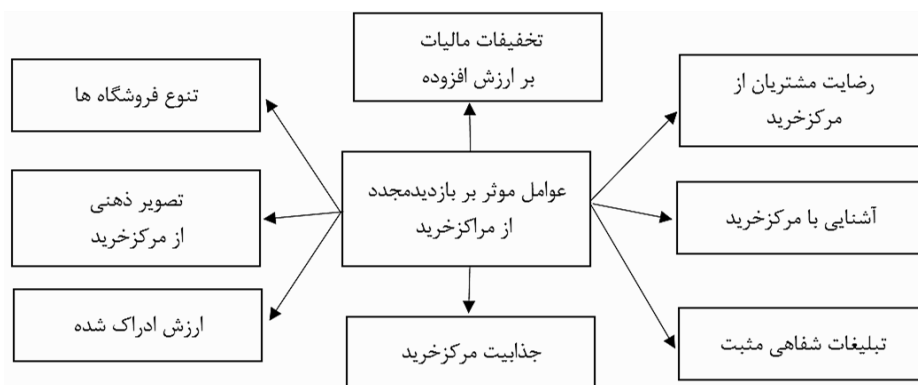 تخفیفات مالیات
بر ارزش افزوده
رضایت مشتریان از
مرکزخرید
تنوع فروشگاه ها
عوامل موثر بر بازدیدمجدد
از مراکزخرید
آشنایی با مرکزخرید
تصویر ذهنی
از مرکزخرید
تبلیغات شفاهی مثبت
جذابیت مرکزخرید
ارزش ادراک شده